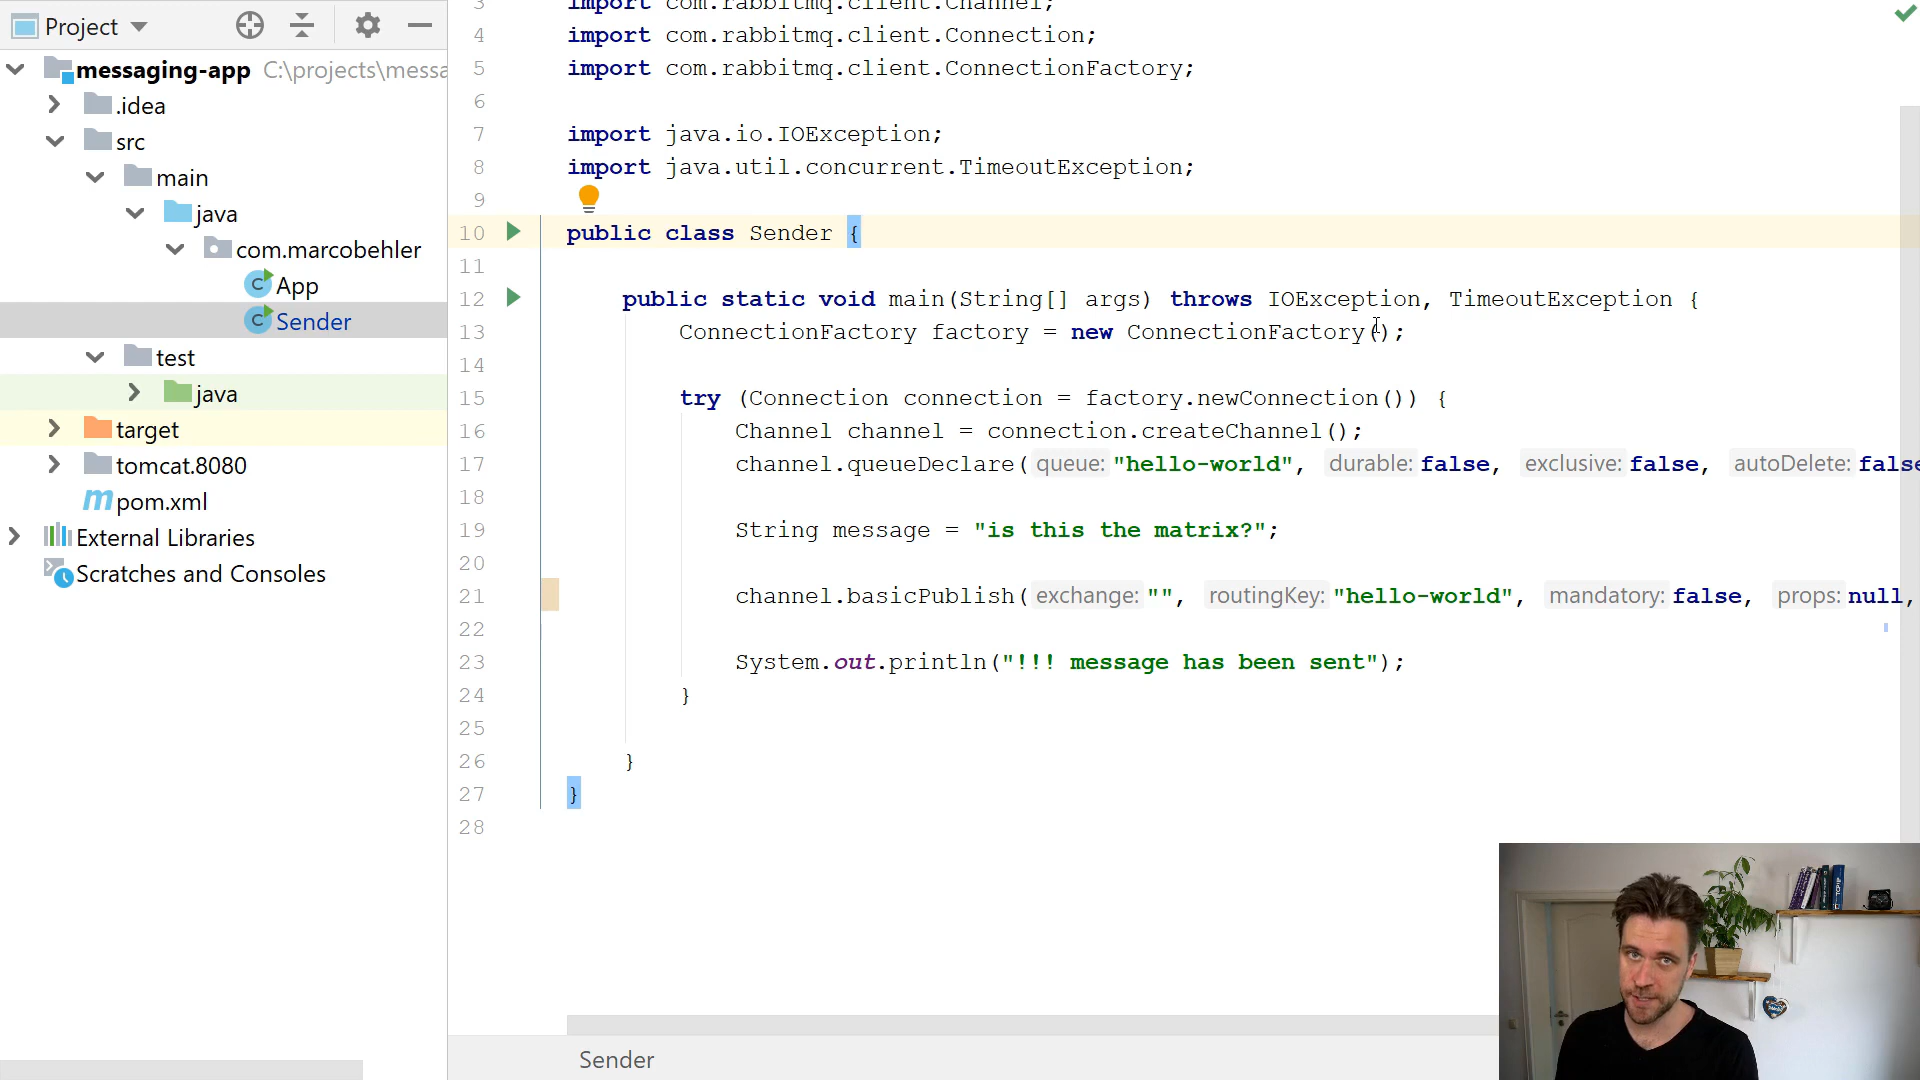 Project
messaging-app C:\projects\messa
.idea
src
main
java
com.marcobehler
App
Sender
test
java
target
tomcat.8080
pom.xml
External Libraries
Scratches and Consoles
3 import com.rabbitmq.client.Channel;
4 import com.rabbitmq.client.Connection;
5 import com.rabbitmq.client.ConnectionFactory;
6
7 import java.io.IOException;
8 import java.util.concurrent.TimeoutException;
9
10 public class Sender {
11
12 public static void main(String[] args) throws IOException, TimeoutException {
13 ConnectionFactory factory = new ConnectionFactory();
14
15 try (Connection connection = factory.newConnection()) {
16 Channel channel = connection.createChannel();
17 channel.queueDeclare( queue: "hello-world", durable: false, exclusive: false, autoDelete: false
18
19 String message = "is this the matrix?";
20
21 channel.basicPublish( exchange: "", routingKey: "hello-world", mandatory: false, props: null,
22
23 System.out.println("!!! message has been sent");
24 }
25
26 }
27 }
28
Sender